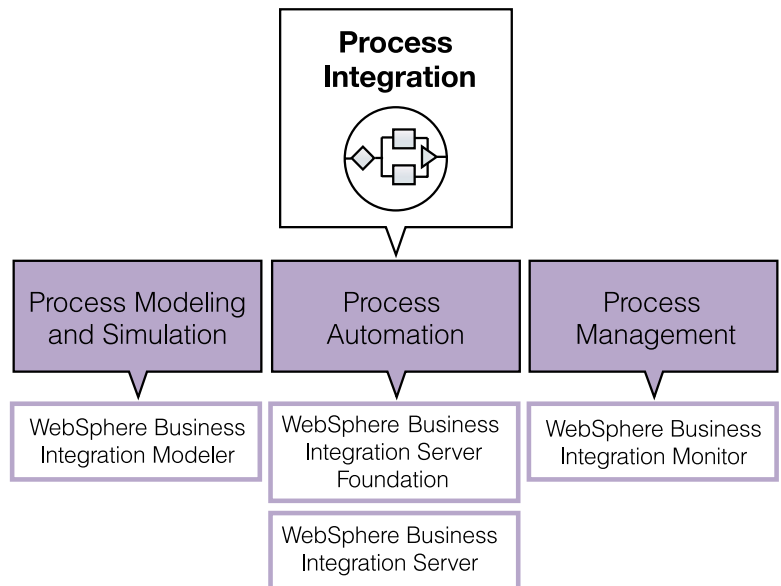 Process
Integration
Process Modeling
and Simulation
Process
Automation
Process
Management
WebSphere Business
Integration Modeler
WebSphere Business
Integration Server
Foundation
WebSphere Business
Integration Server
WebSphere Business
Integration Monitor